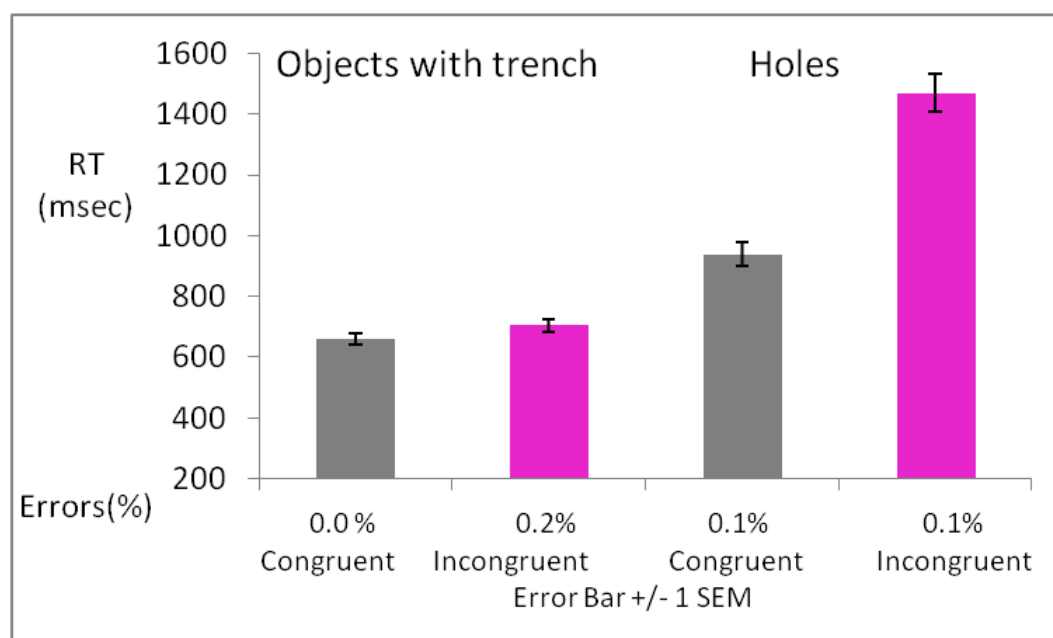 1600
Objects with trench
Holes
1400
1200
RT
(msec)
1000
800
600
400
200
Errors(%)
0.0 %
0.2%
0.1%
0.1%
Congruent
Incongruent
Congruent
Incongruent
Error Bar +/- 1 SEM